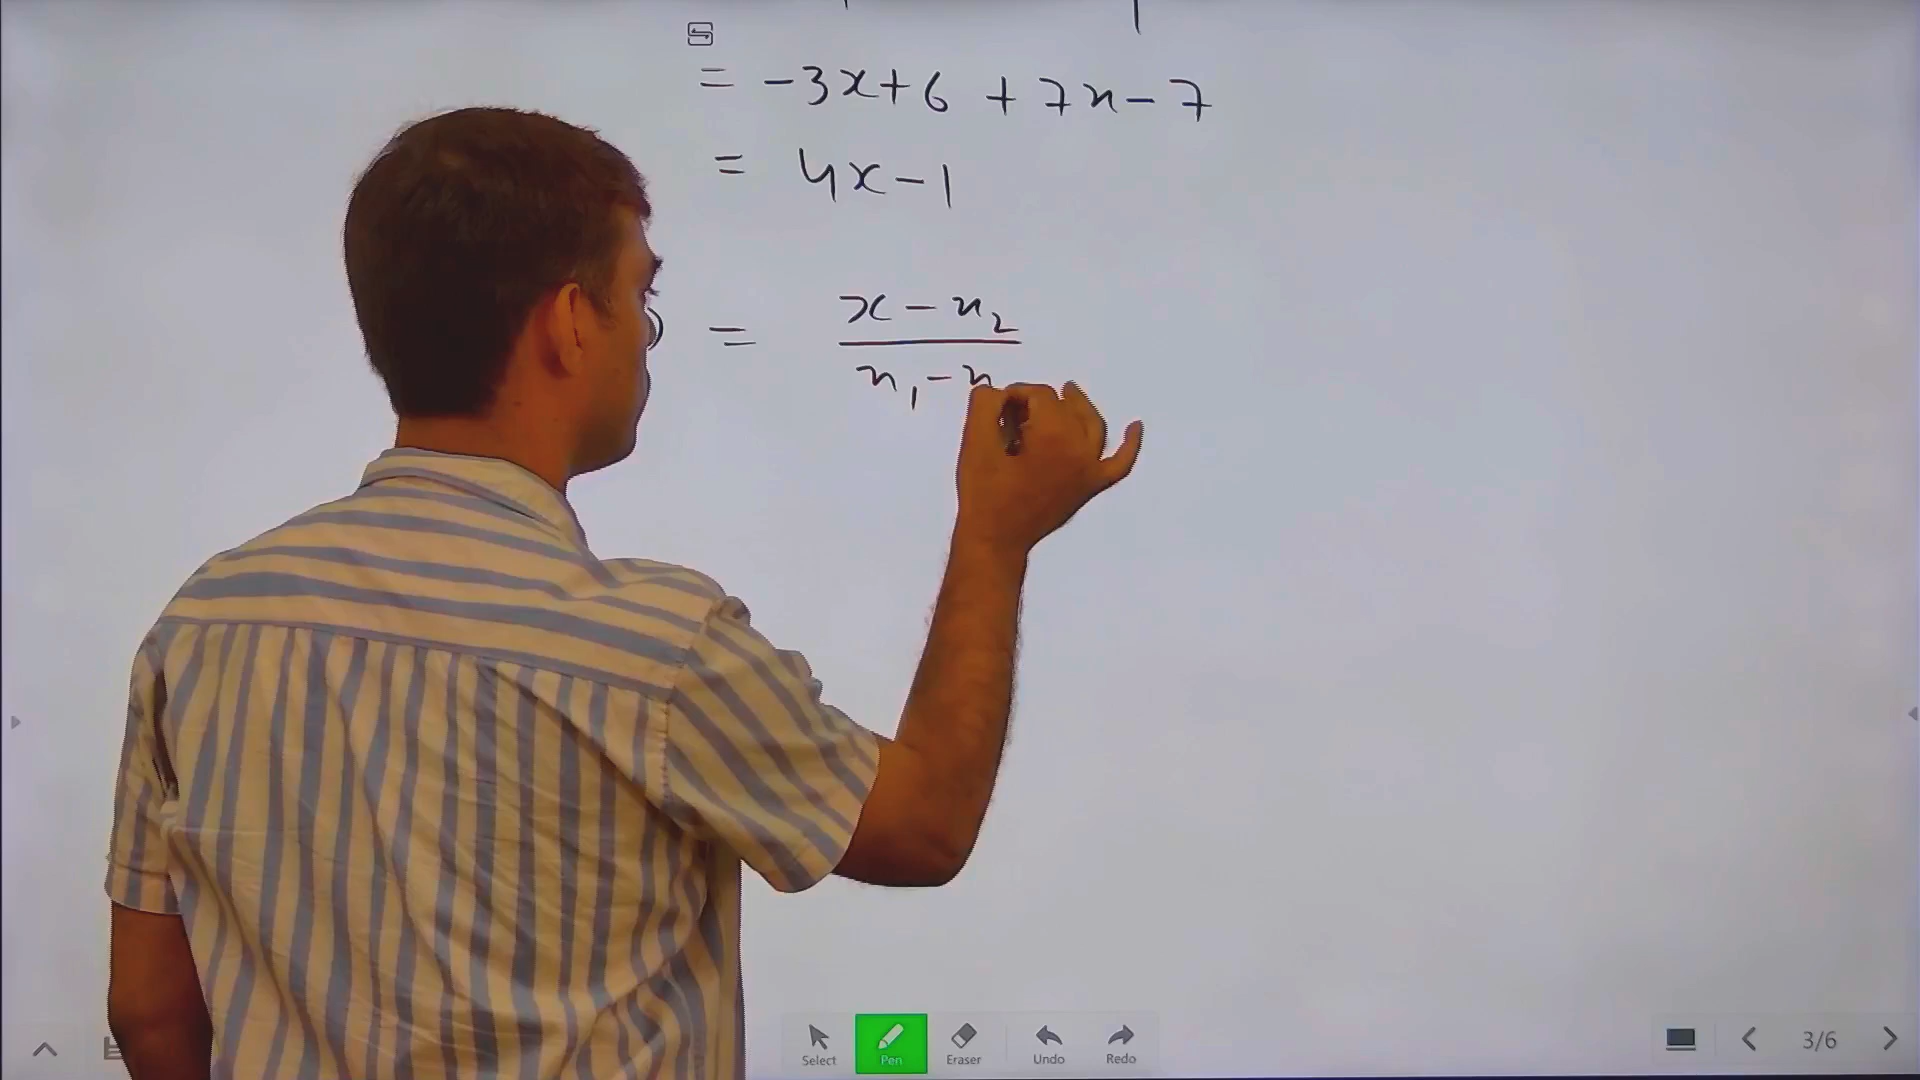 = -3x+6 + 7x-7
= 4x-1
) = x - x₂
x₁ - x
Select Pen Eraser Undo Redo 3/6